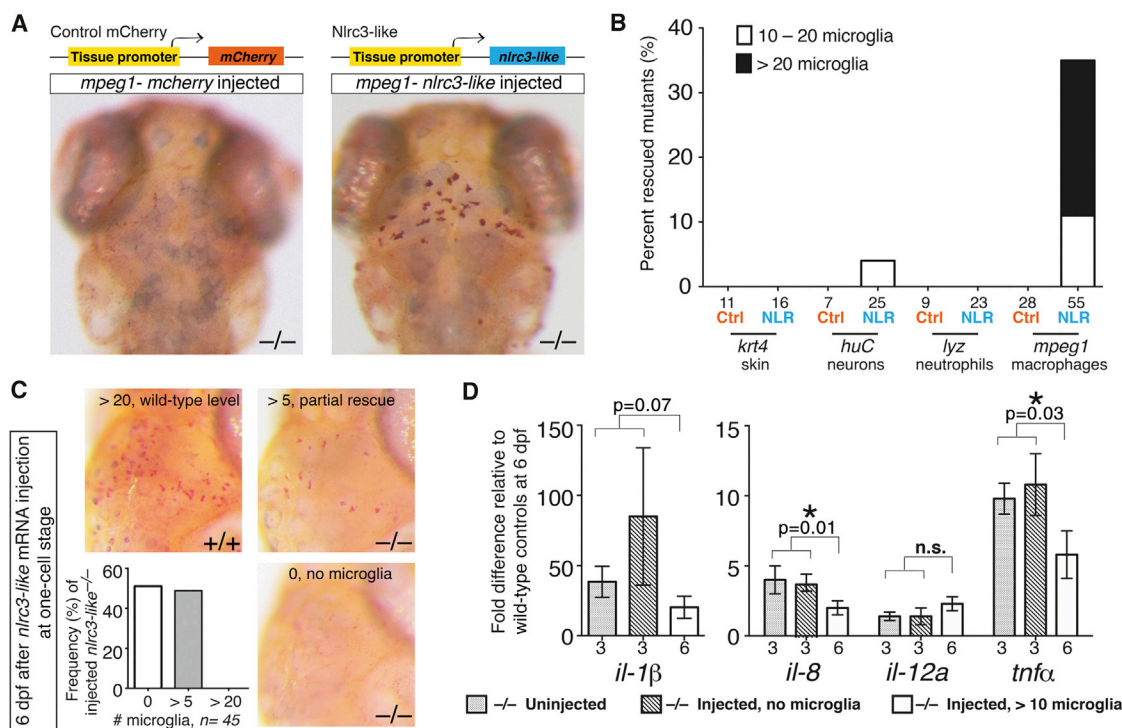 A
Control mCherry
Tissue promoter
mCherry
mpeg1- mcherry injected
–/–
Nlrc3-like
Tissue promoter
nlrc3-like
mpeg1- nlrc3-like injected
–/–
B
Percent rescued mutants (%)
40
30
20
10
0
10 – 20 microglia
> 20 microglia
11 16 7 25 9 23 28 55
Ctrl NLR Ctrl NLR Ctrl NLR Ctrl NLR
krt4 huC lyz mpeg1
skin neurons neutrophils macrophages
C
6 dpf after nlrc3-like mRNA injection
at one-cell stage
> 20, wild-type level
+/+
> 5, partial rescue
–/–
0, no microglia
–/–
Frequency (%) of
injected nlrc3-like–/–
60
40
20
0
0 > 5 > 20
# microglia, n= 45
D
Fold difference relative to
wild-type controls at 6 dpf
150
100
50
0
p=0.07
3 3 6
il-1β
15
10
5
0
*
p=0.01
3 3 6
il-8
n.s.
3 3 6
il-12a
*
p=0.03
3 3 6
tnfα
–/– Uninjected
–/– Injected, no microglia
–/– Injected, > 10 microglia